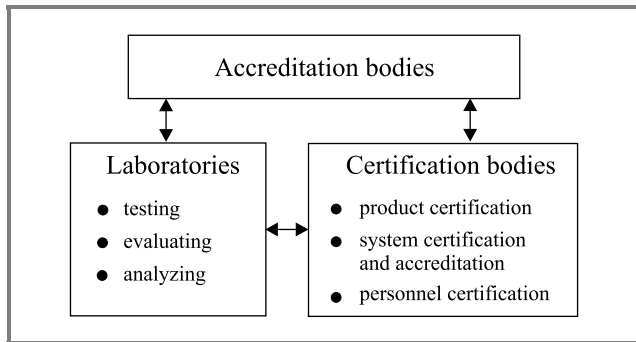 Accreditation bodies
Laboratories
● testing
● evaluating
● analyzing
Certification bodies
● product certification
● system certification
and accreditation
● personnel certification